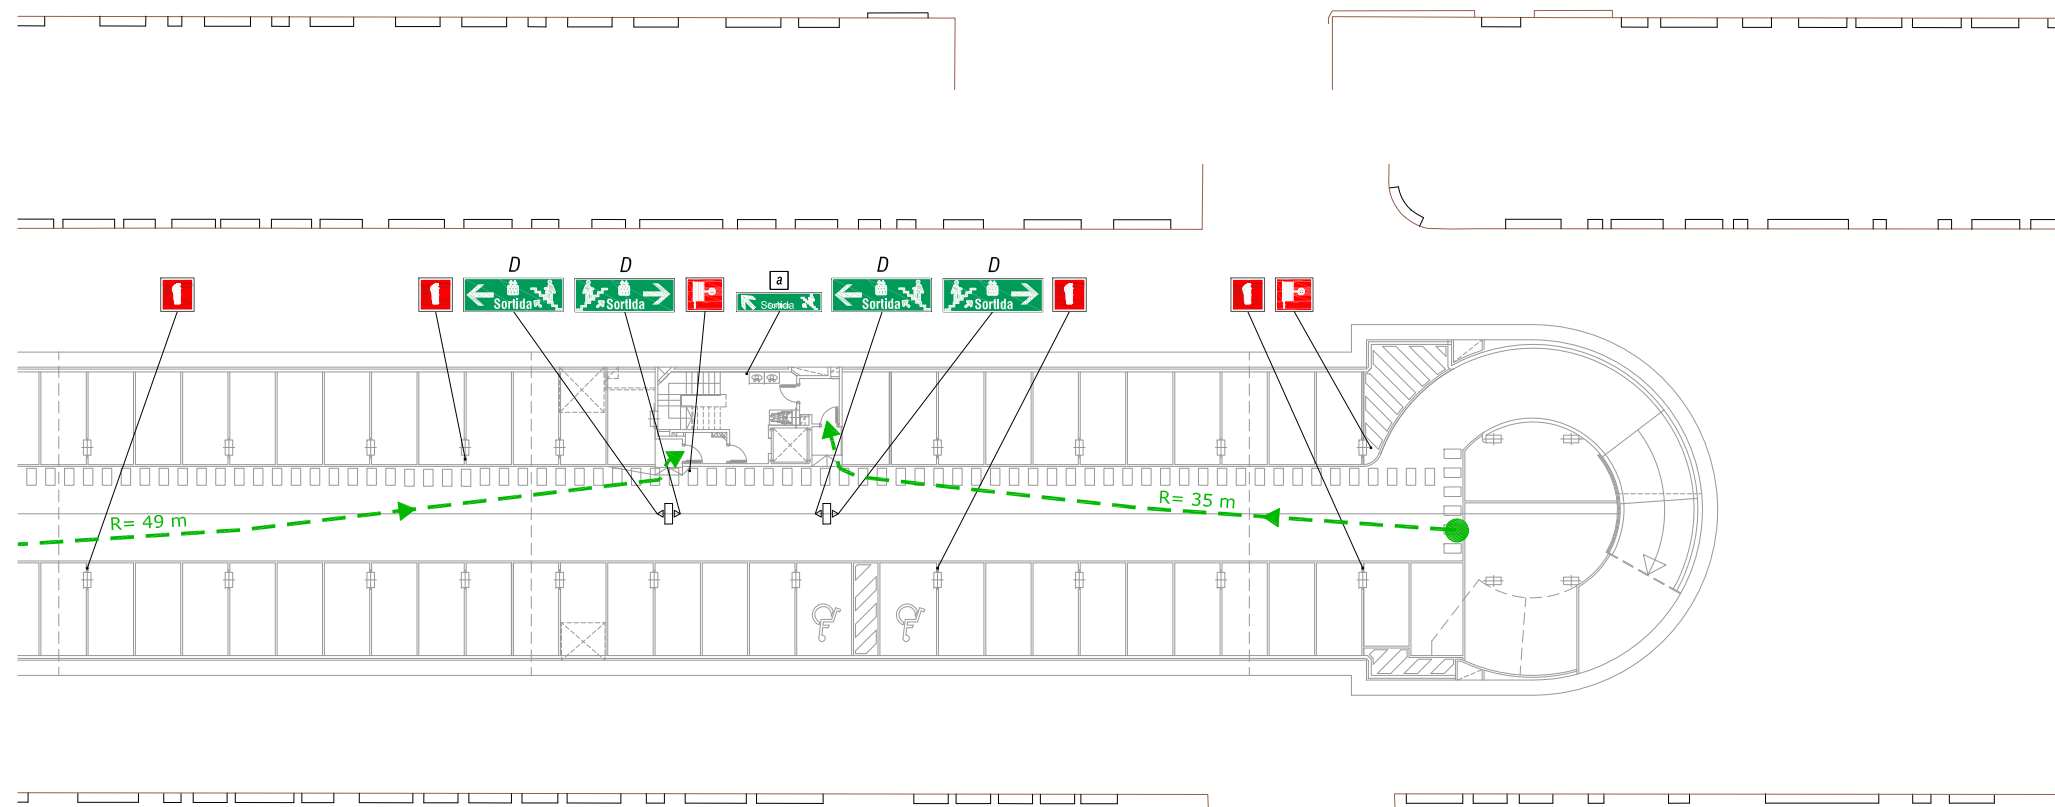 D
D
a
D
D
Sortida
Sortida
Sortida
Sortida
Sortida
R= 49 m
R= 35 m